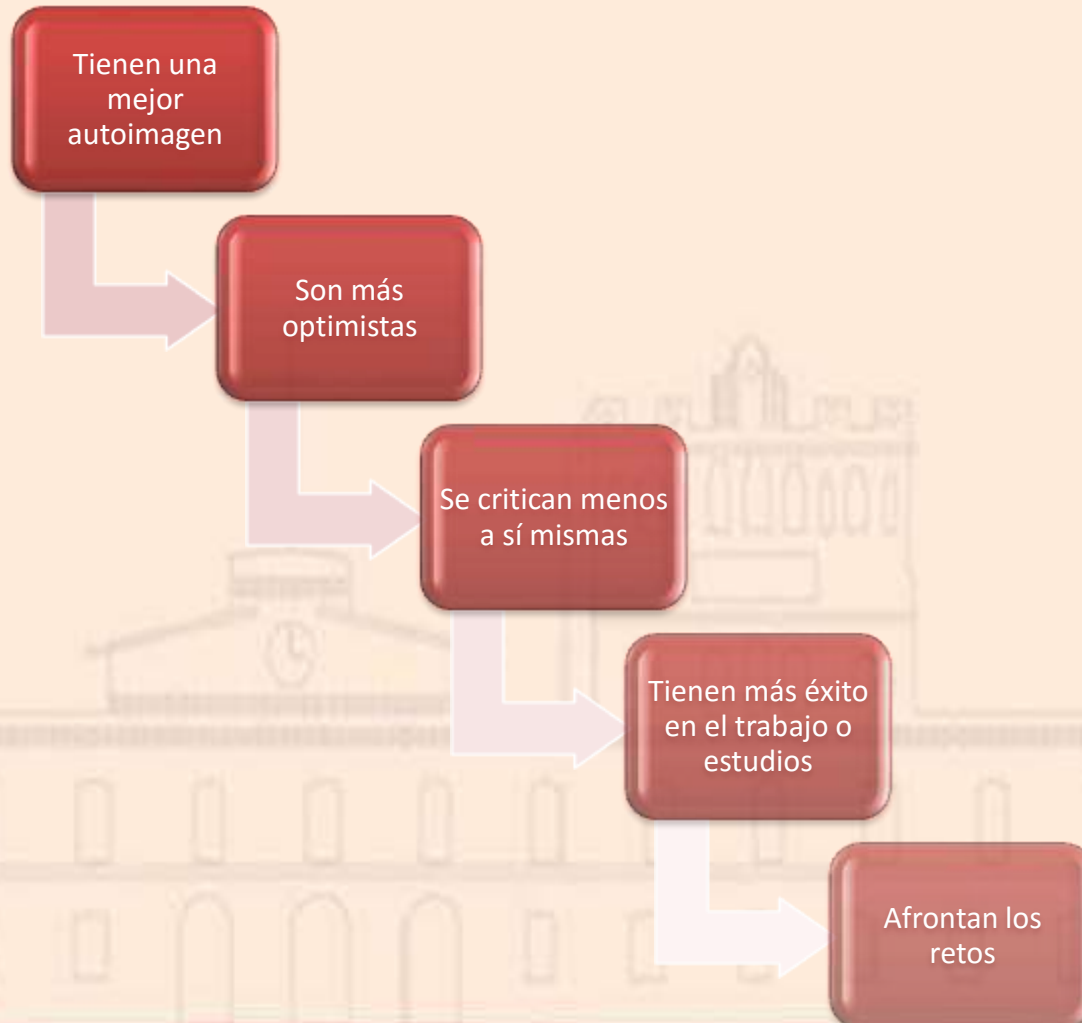 Tienen una
mejor
autoimagen
Son más
optimistas
Se critican menos
a sí mismas
Tienen más éxito
en el trabajo o
estudios
Afrontan los
retos